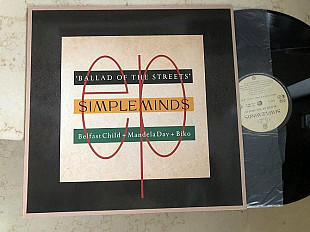 'BALLAD OF THE STREETS'
SIMPLE MINDS
Belfast Child + Mandela Day + Biko
ep